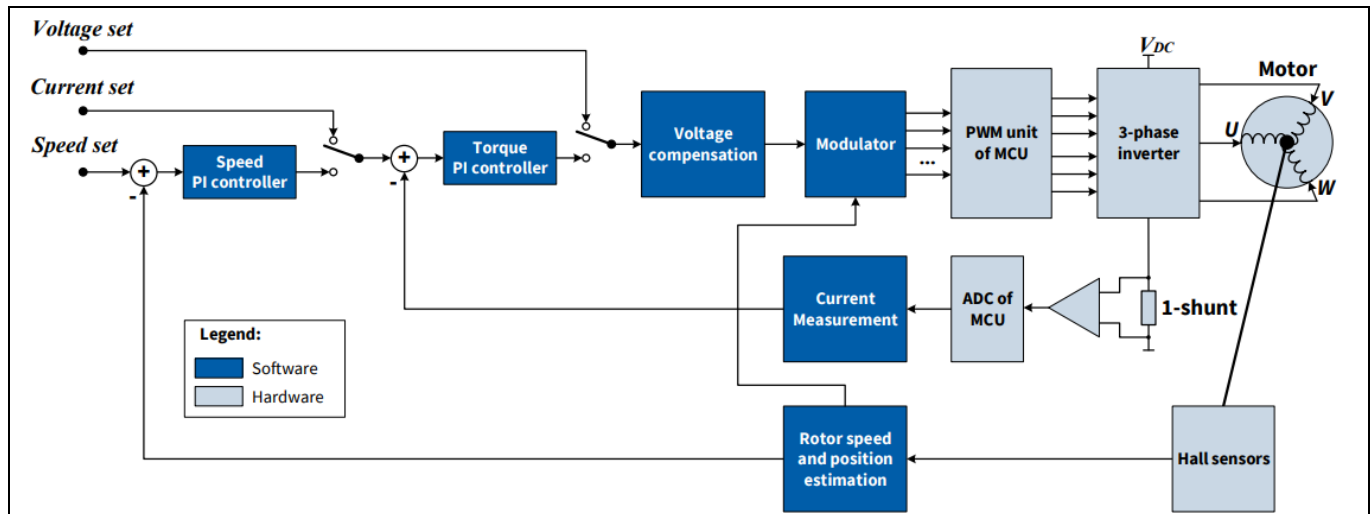 Voltage set
Current set
Speed set
+
-
Speed
PI controller
+
-
Torque
PI controller
Voltage
compensation
Modulator
...
PWM unit
of MCU
3-phase
inverter
VDC
Motor
U
V
W
Current
Measurement
ADC of
MCU
1-shunt
Legend:
Software
Hardware
Rotor speed
and position
estimation
Hall sensors